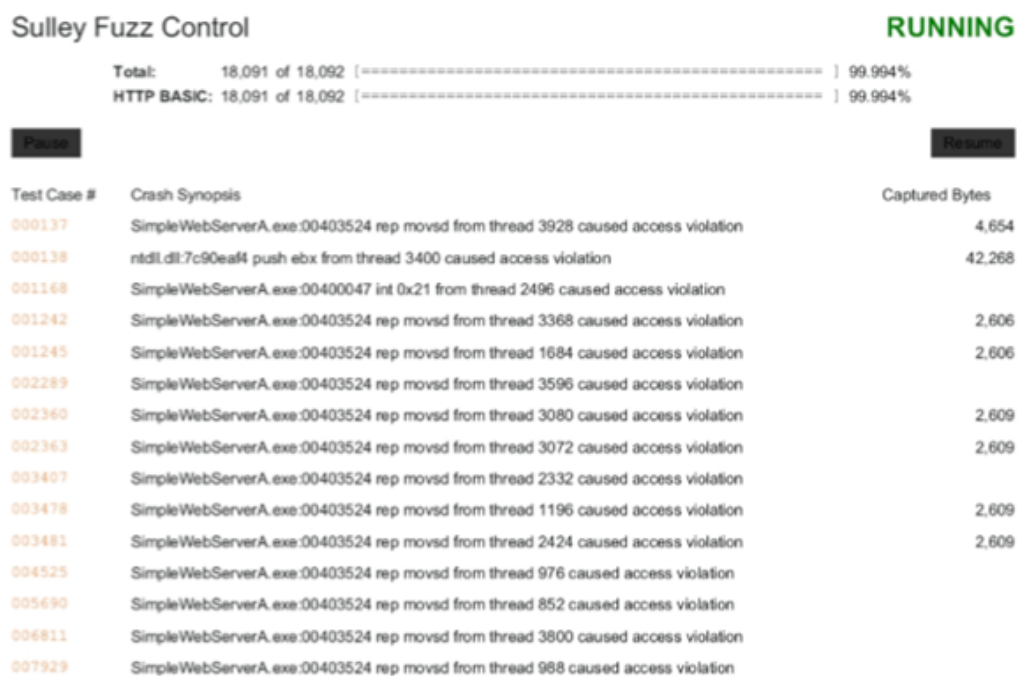 Sulley Fuzz Control RUNNING
Total: 18,091 of 18,092 [================================================ ] 99.994%
HTTP BASIC: 18,091 of 18,092 [================================================ ] 99.994%
Pause Resume
Test Case # Crash Synopsis Captured Bytes
000137 SimpleWebServerA.exe:00403524 rep movsd from thread 3928 caused access violation 4,654
000138 ntdll.dll:7c90eaf4 push ebx from thread 3400 caused access violation 42,268
001168 SimpleWebServerA.exe:00400047 int 0x21 from thread 2496 caused access violation
001242 SimpleWebServerA.exe:00403524 rep movsd from thread 3368 caused access violation 2,606
001245 SimpleWebServerA.exe:00403524 rep movsd from thread 1684 caused access violation 2,606
002289 SimpleWebServerA.exe:00403524 rep movsd from thread 3596 caused access violation
002360 SimpleWebServerA.exe:00403524 rep movsd from thread 3080 caused access violation 2,609
002363 SimpleWebServerA.exe:00403524 rep movsd from thread 3072 caused access violation 2,609
003407 SimpleWebServerA.exe:00403524 rep movsd from thread 2332 caused access violation
003478 SimpleWebServerA.exe:00403524 rep movsd from thread 1196 caused access violation 2,609
003481 SimpleWebServerA.exe:00403524 rep movsd from thread 2424 caused access violation 2,609
004525 SimpleWebServerA.exe:00403524 rep movsd from thread 976 caused access violation
005690 SimpleWebServerA.exe:00403524 rep movsd from thread 852 caused access violation
006811 SimpleWebServerA.exe:00403524 rep movsd from thread 3800 caused access violation
007929 SimpleWebServerA.exe:00403524 rep movsd from thread 988 caused access violation